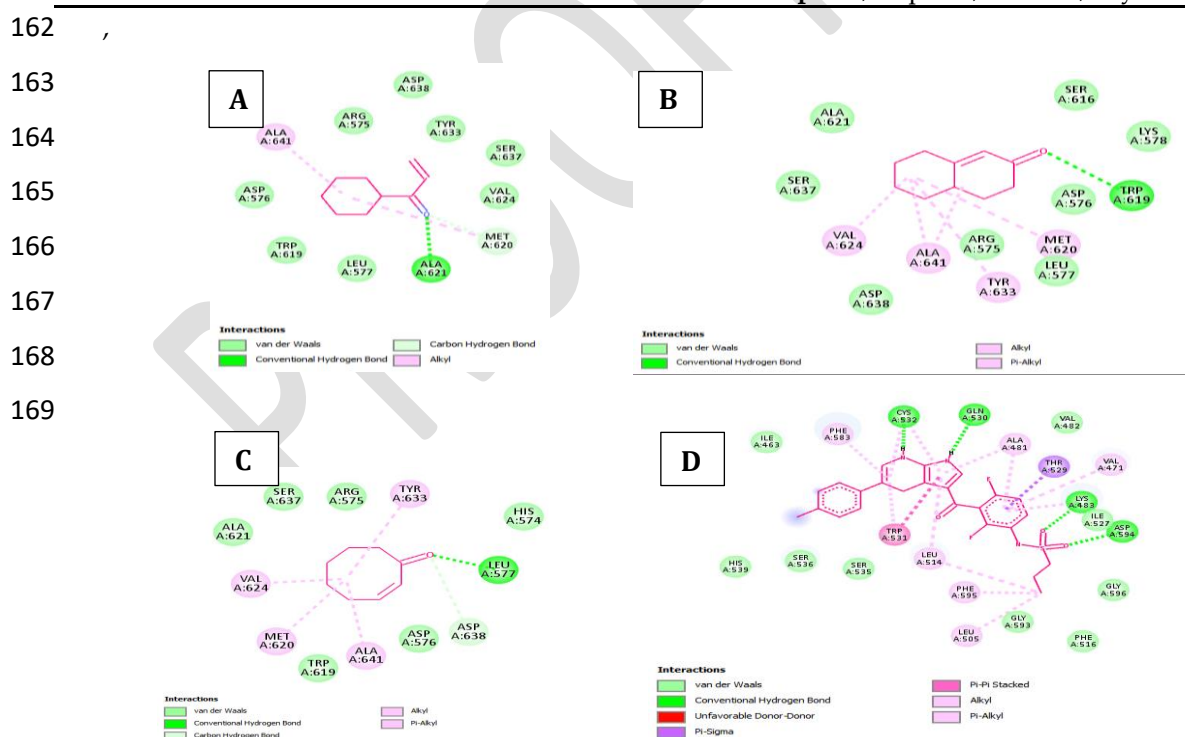 162 ,
163
164
165
166
167
168
169
A
ASP A:638
ARG A:575
TYR A:633
ALA A:641
SER A:637
ASP A:576
VAL A:624
TRP A:619
MET A:620
LEU A:577
ALA A:621
Interactions
van der Waals
Conventional Hydrogen Bond
Carbon Hydrogen Bond
Alkyl
B
SER A:616
ALA A:621
LYS A:578
SER A:637
ASP A:576
TRP A:619
VAL A:624
ALA A:641
ARG A:575
MET A:620
LEU A:577
TYR A:633
ASP A:638
Interactions
van der Waals
Conventional Hydrogen Bond
Alkyl
Pi-Alkyl
C
SER A:637
ARG A:575
TYR A:633
HIS A:574
ALA A:621
LEU A:577
VAL A:624
MET A:620
TRP A:619
ALA A:641
ASP A:576
ASP A:638
Interactions
van der Waals
Conventional Hydrogen Bond
Carbon Hydrogen Bond
Alkyl
Pi-Alkyl
D
CYS A:532
GLN A:530
VAL A:482
ILE A:463
PHE A:583
ALA A:481
THR A:529
VAL A:471
LYS A:483
ILE A:527
ASP A:594
TRP A:531
HIS A:539
SER A:536
SER A:535
LEU A:514
PHE A:595
GLY A:596
LEU A:505
GLY A:593
PHE A:516
Interactions
van der Waals
Conventional Hydrogen Bond
Unfavorable Donor-Donor
Pi-Sigma
Pi-Pi Stacked
Alkyl
Pi-Alkyl